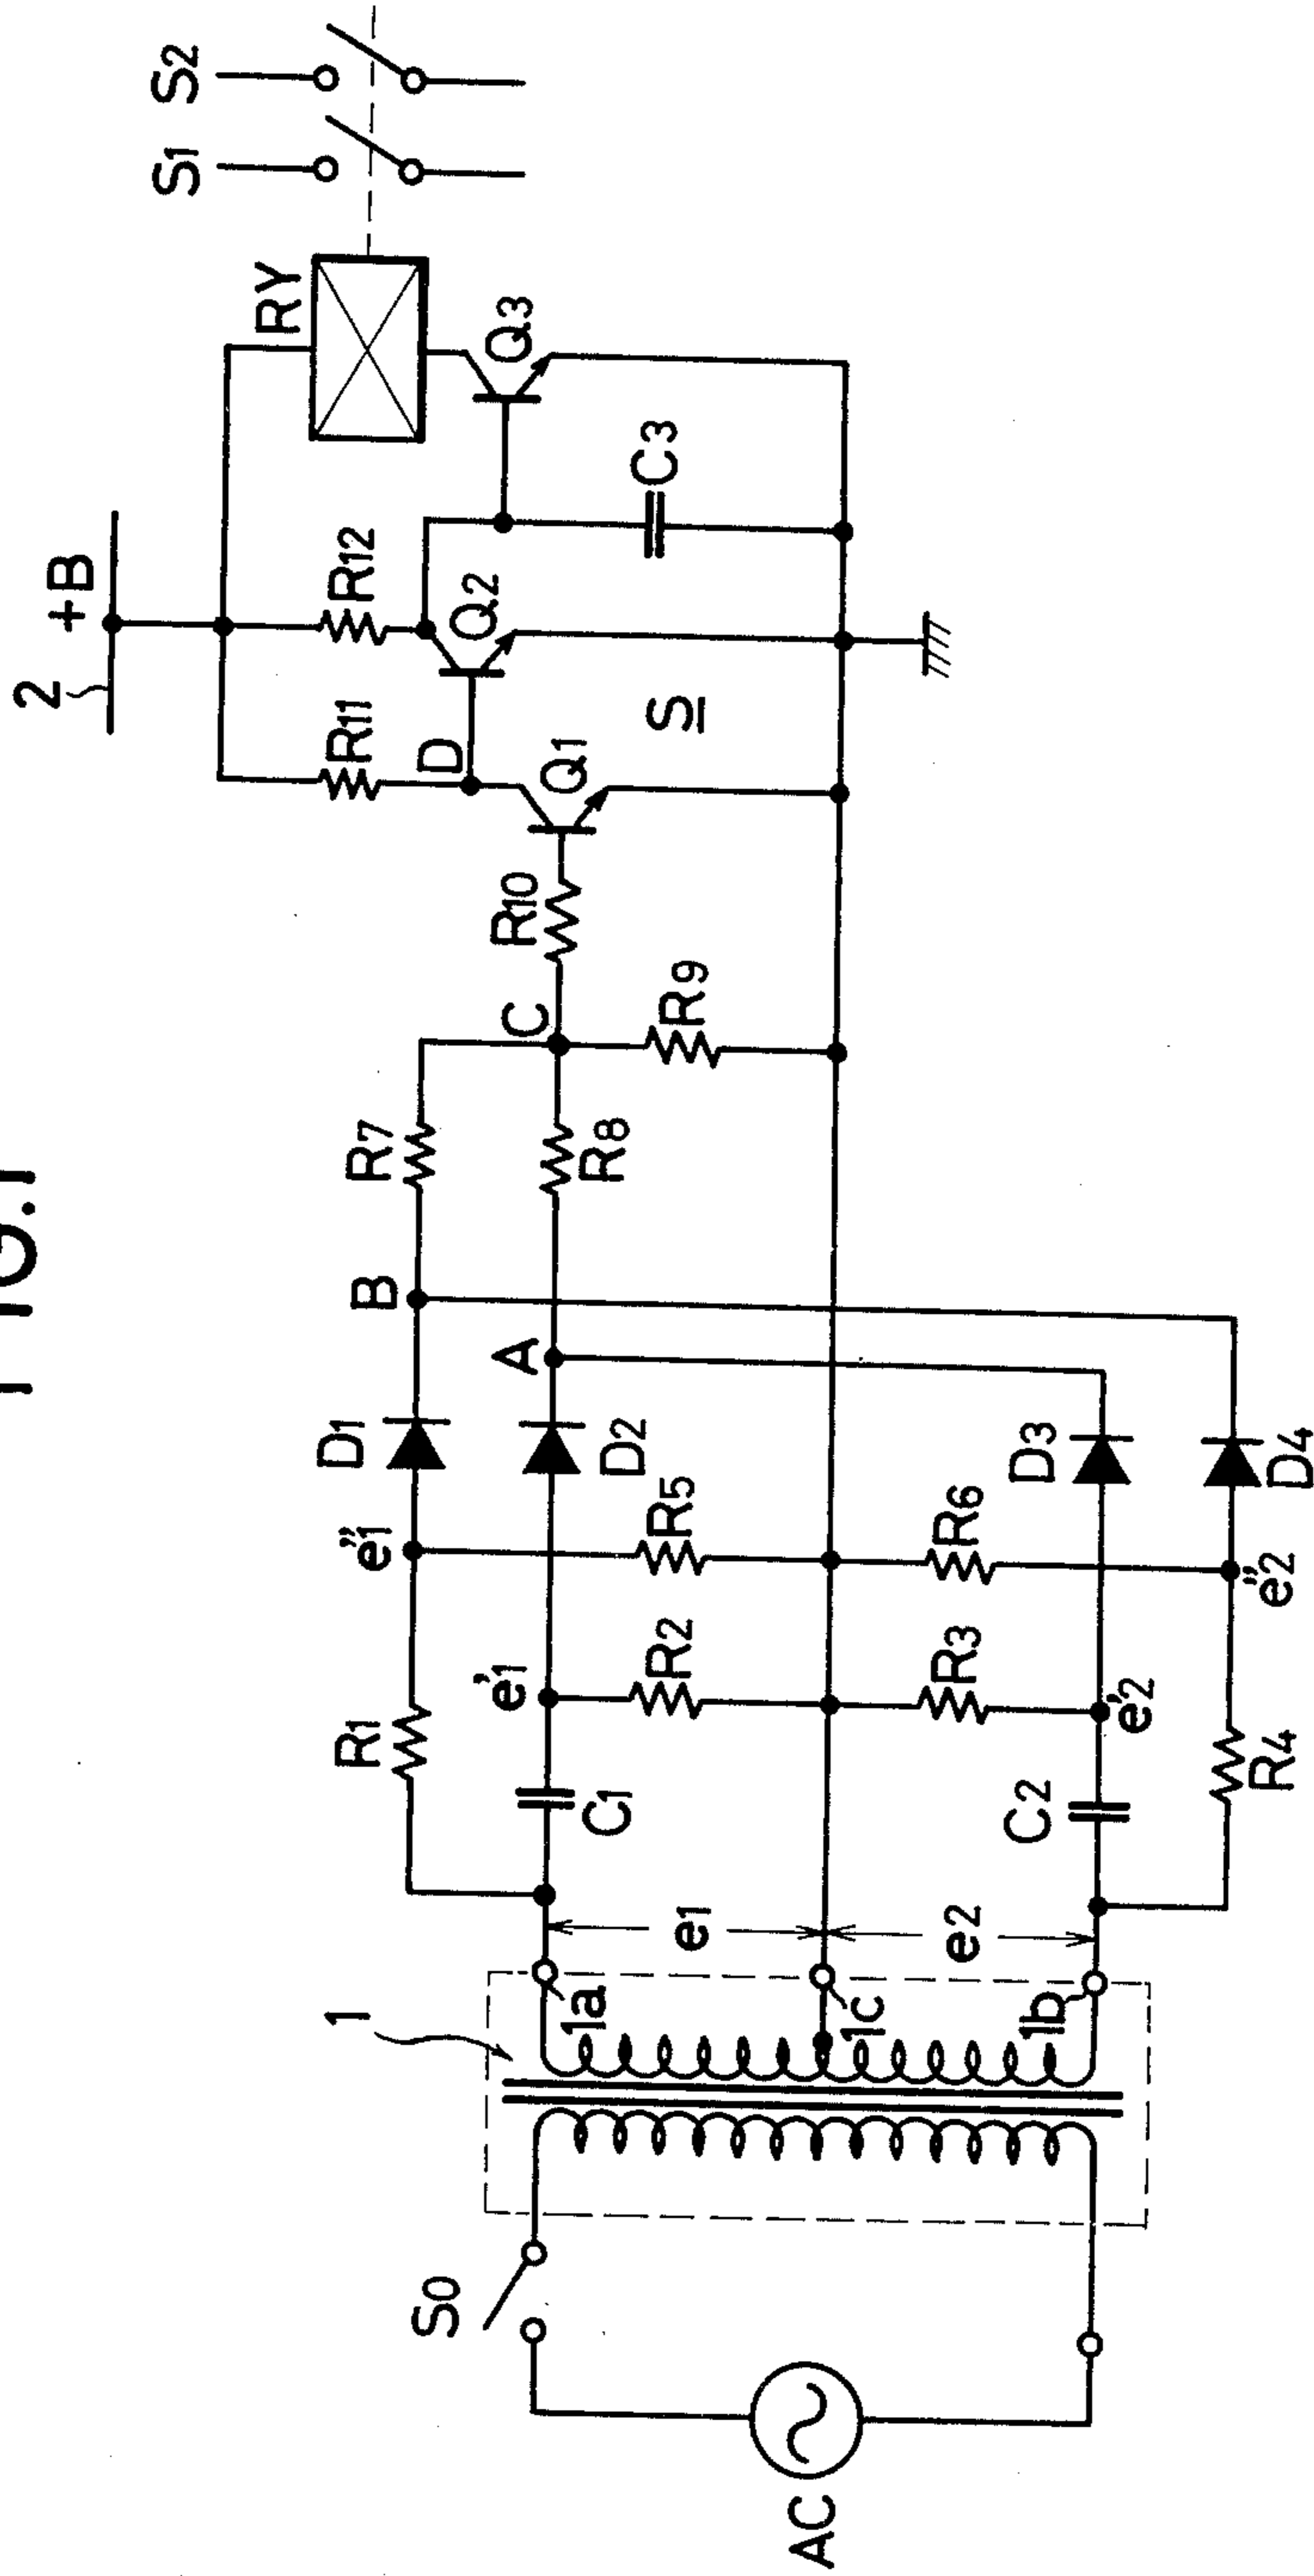 FIG.1
2
+B
S1
S2
RY
R11
R12
D
Q2
Q3
Q1
C3
S
R10
C
R7
R8
R9
B
A
D1
D2
e"1
R5
R1
e'1
R2
C1
R6
R3
D3
D4
e'2
e"2
C2
R4
e1
e2
1
1a
1c
1b
S0
AC